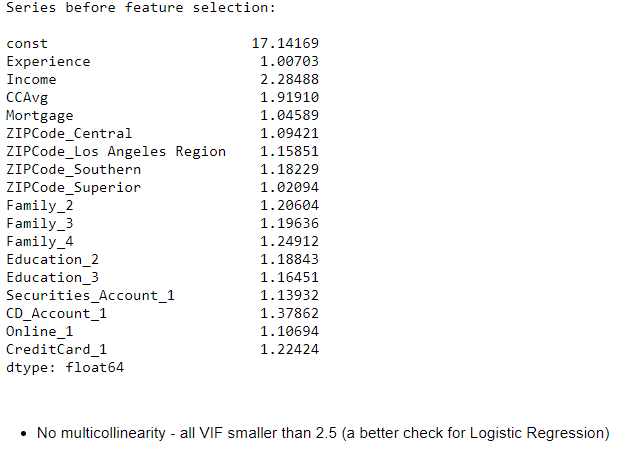 Series before feature selection:
const 17.14169
Experience 1.00703
Income 2.28488
CCAvg 1.91910
Mortgage 1.04589
ZIPCode_Central 1.09421
ZIPCode_Los Angeles Region 1.15851
ZIPCode_Southern 1.18229
ZIPCode_Superior 1.02094
Family_2 1.20604
Family_3 1.19636
Family_4 1.24912
Education_2 1.18843
Education_3 1.16451
Securities_Account_1 1.13932
CD_Account_1 1.37862
Online_1 1.10694
CreditCard_1 1.22424
dtype: float64
• No multicollinearity - all VIF smaller than 2.5 (a better check for Logistic Regression)